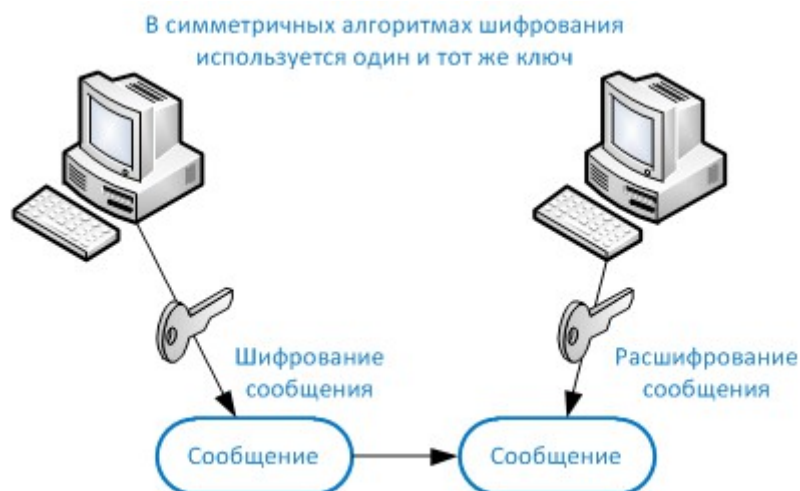 В симметричных алгоритмах шифрования
используется один и тот же ключ
Шифрование
сообщения
Расшифрование
сообщения
Сообщение
Сообщение